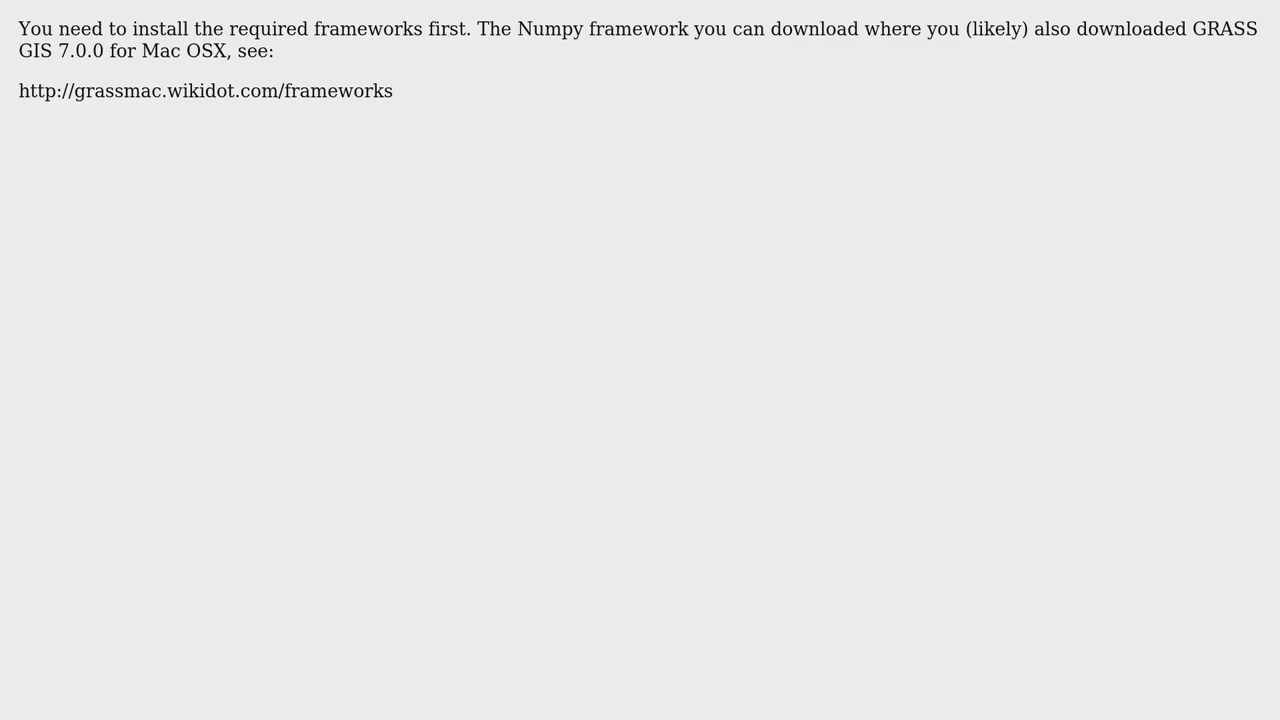 You need to install the required frameworks first. The Numpy framework you can download where you (likely) also downloaded GRASS
GIS 7.0.0 for Mac OSX, see:
http://grassmac.wikidot.com/frameworks